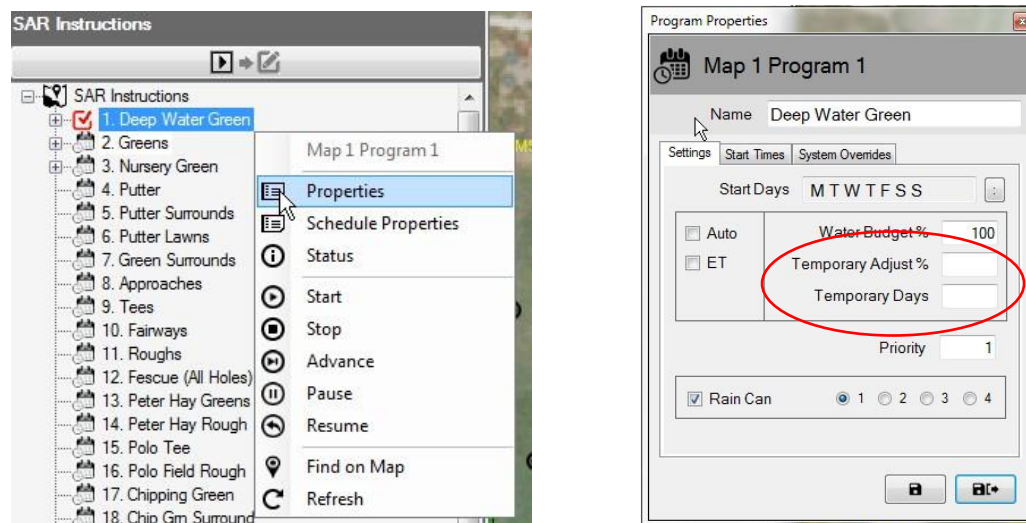 SAR Instructions
SAR Instructions
1. Deep Water Green
2. Greens
3. Nursery Green
4. Putter
5. Putter Surrounds
6. Putter Lawns
7. Green Surrounds
8. Approaches
9. Tees
10. Fairways
11. Roughs
12. Fescue (All Holes)
13. Peter Hay Greens
14. Peter Hay Rough
15. Polo Tee
16. Polo Field Rough
17. Chipping Green
18. Chip Grn Surround
Map 1 Program 1
Properties
Schedule Properties
Status
Start
Stop
Advance
Pause
Resume
Find on Map
Refresh
Program Properties
Map 1 Program 1
Name Deep Water Green
Settings Start Times System Overrides
Start Days M T W T F S S :
Auto Water Budget % 100
ET Temporary Adjust %
Temporary Days
Priority 1
Rain Can 1 2 3 4